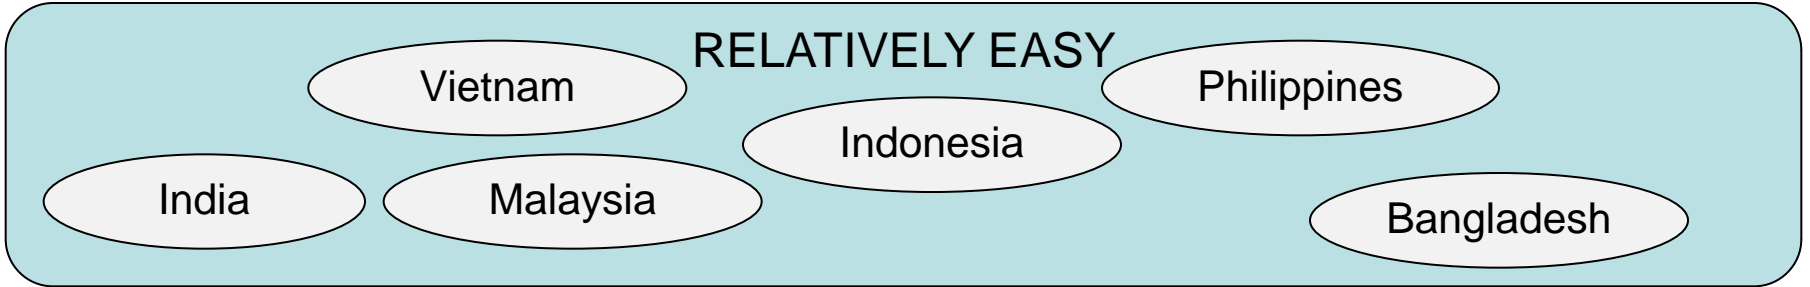 RELATIVELY EASY
Vietnam
Philippines
Indonesia
India
Malaysia
Bangladesh